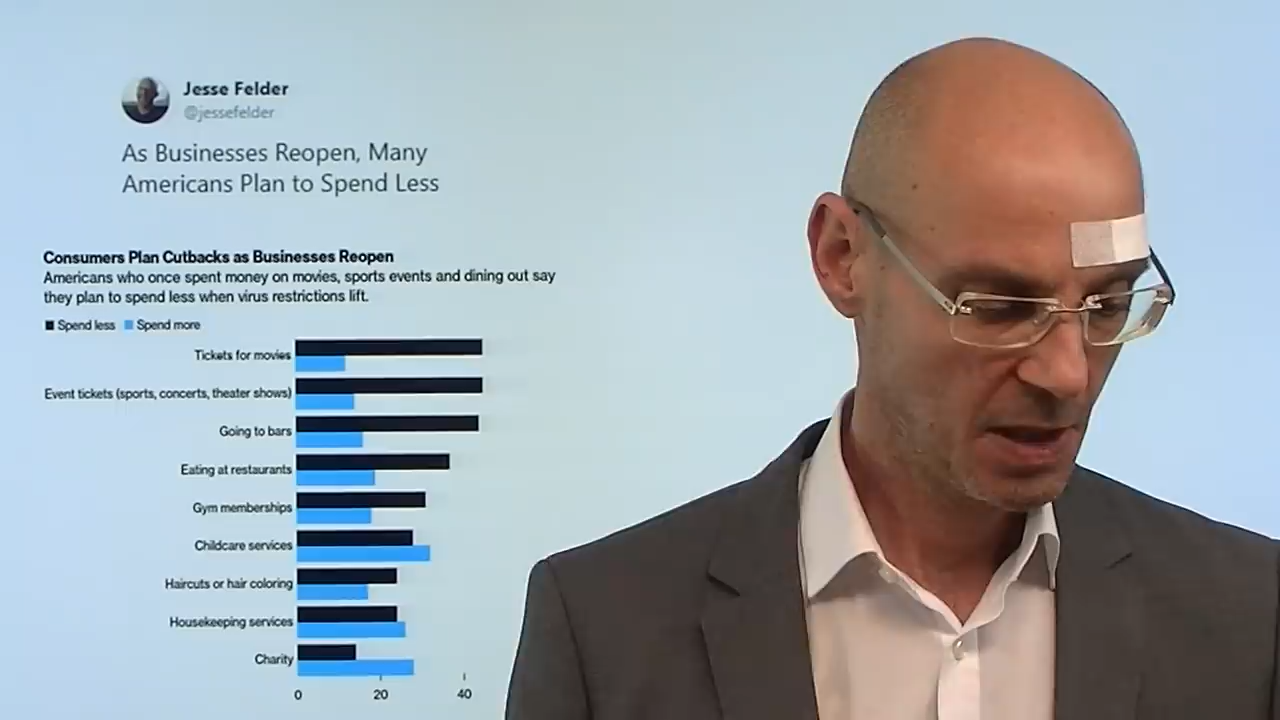 Jesse Felder
@jessefelder
As Businesses Reopen, Many
Americans Plan to Spend Less
Consumers Plan Cutbacks as Businesses Reopen
Americans who once spent money on movies, sports events and dining out say
they plan to spend less when virus restrictions lift.
Spend less Spend more
Tickets for movies
Event tickets (sports, concerts, theater shows)
Going to bars
Eating at restaurants
Gym memberships
Childcare services
Haircuts or hair coloring
Housekeeping services
Charity
0 20 40